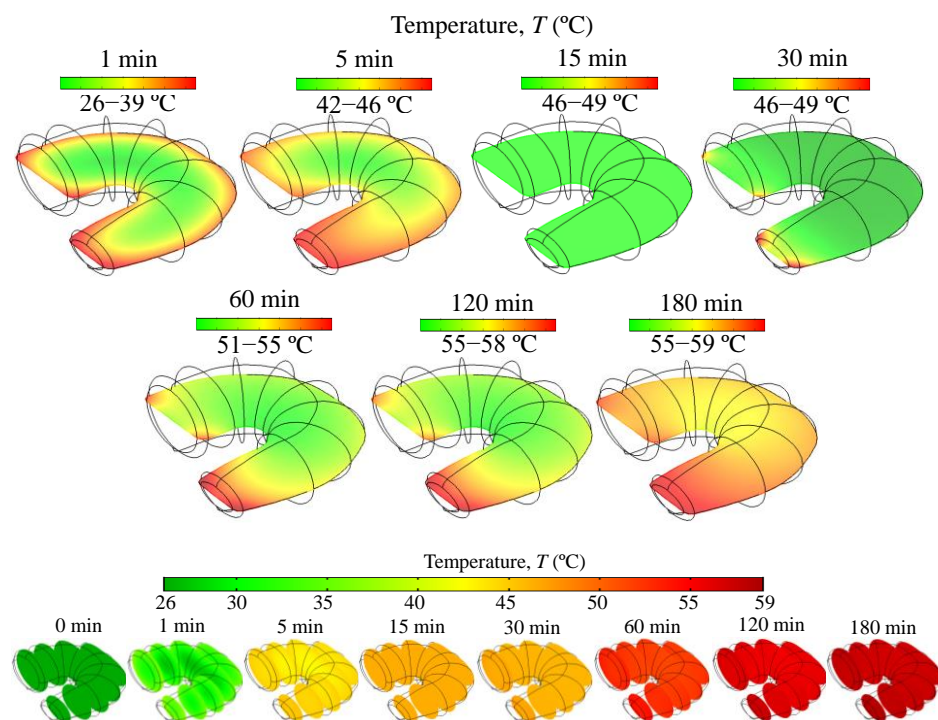 Temperature, T (ºC)
1 min 5 min 15 min 30 min
26–39 ºC 42–46 ºC 46–49 ºC 46–49 ºC
60 min 120 min 180 min
51–55 ºC 55–58 ºC 55–59 ºC
Temperature, T (ºC)
26 30 35 40 45 50 55 59
0 min 1 min 5 min 15 min 30 min 60 min 120 min 180 min